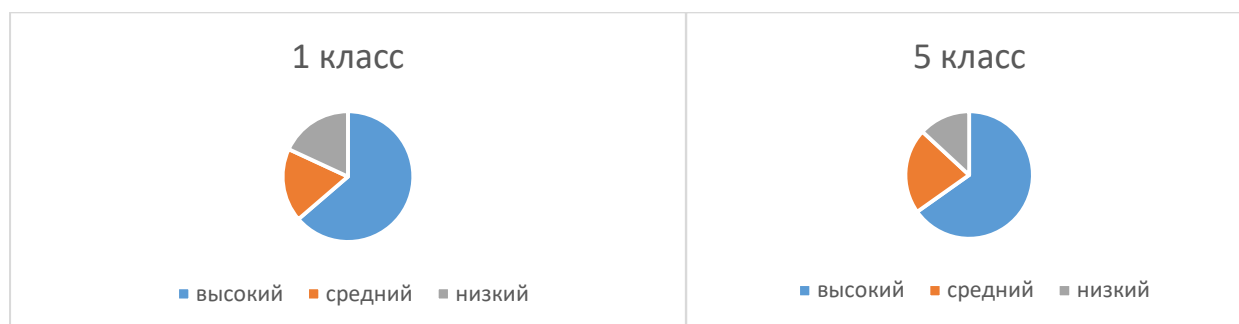 1 класс
высокий средний низкий
5 класс
высокий средний низкий